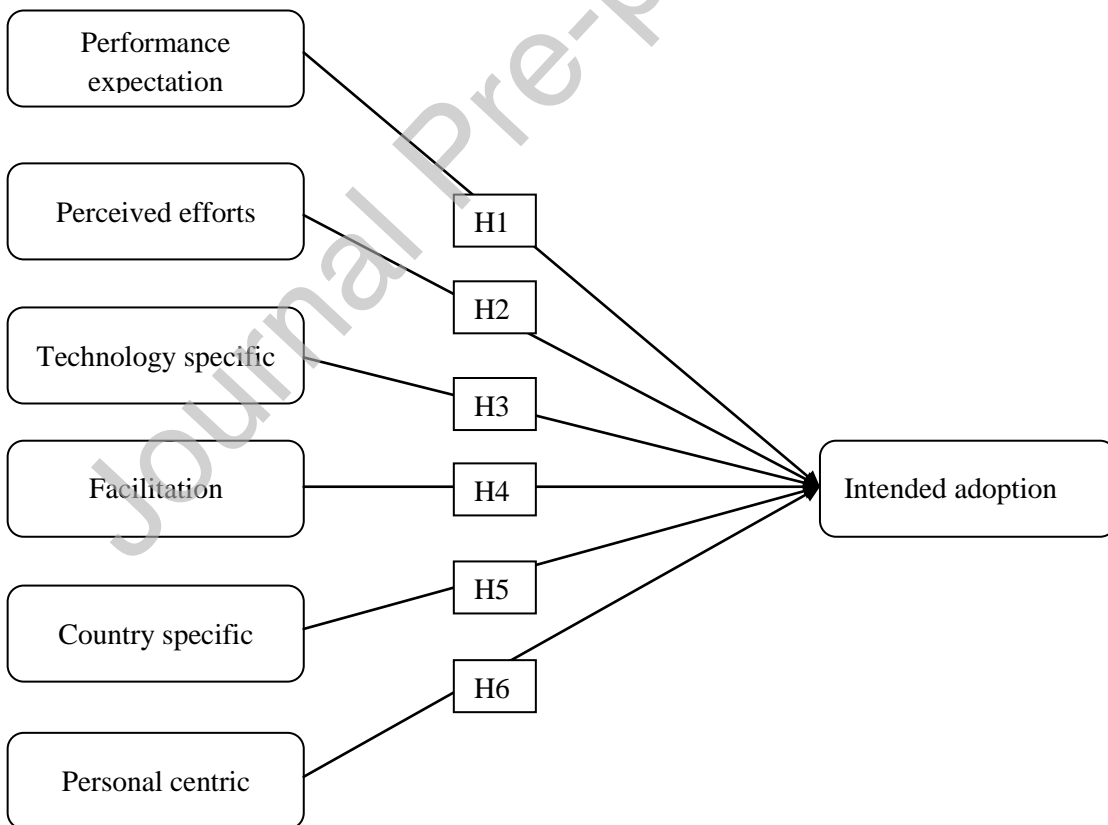 Performance
expectation
Perceived efforts
Technology specific
Facilitation
Country specific
Personal centric
H1
H2
H3
H4
H5
H6
Intended adoption
Journal Pre-p